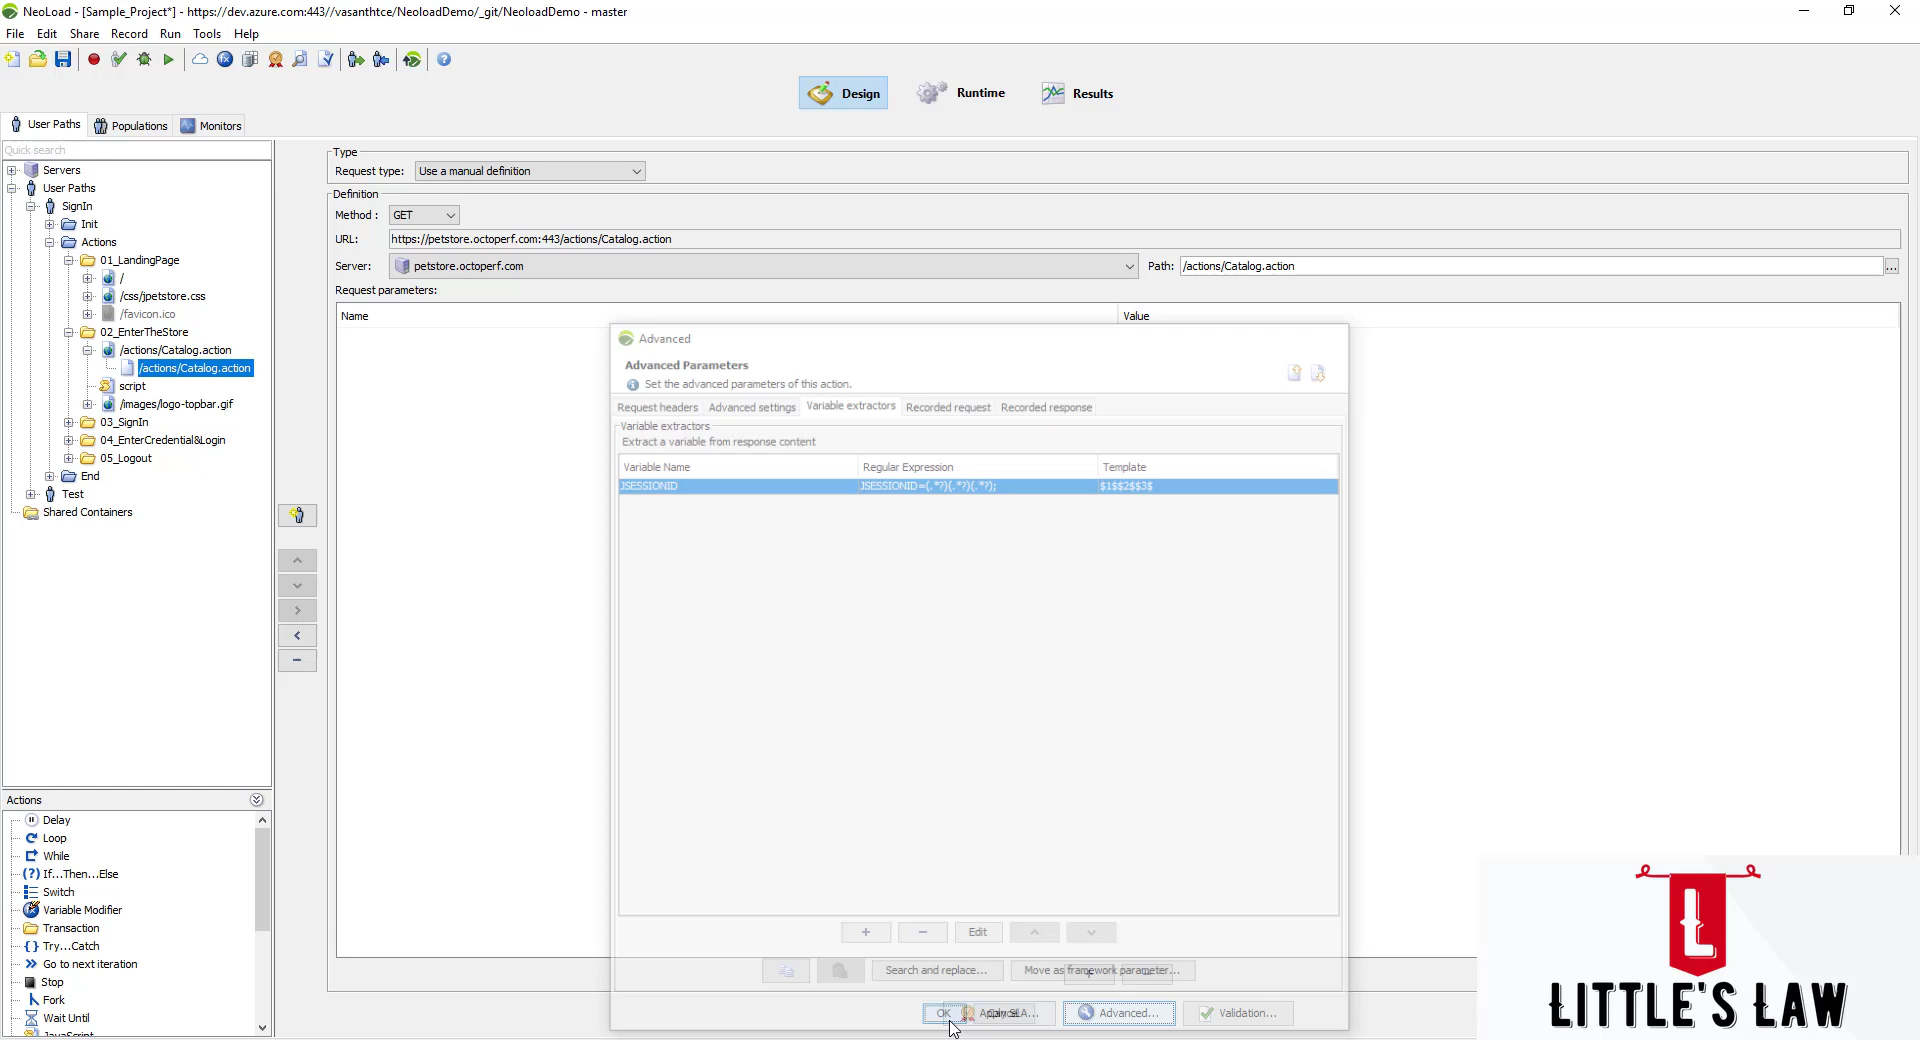 NeoLoad - [Sample_Project*] - https://dev.azure.com:443//vasanthtce/NeoloadDemo/_git/NeoloadDemo - master
File Edit Share Record Run Tools Help
Design Runtime Results
User Paths Populations Monitors
Quick search
Servers
User Paths
SignIn
Init
Actions
01_LandingPage
/
/css/jpetstore.css
/favicon.ico
02_EnterTheStore
/actions/Catalog.action
/actions/Catalog.action
script
/images/logo-topbar.gif
03_SignIn
04_EnterCredential&Login
05_Logout
End
Test
Shared Containers
Type
Request type: Use a manual definition
Definition
Method : GET
URL: https://petstore.octoperf.com:443/actions/Catalog.action
Server: petstore.octoperf.com Path: /actions/Catalog.action ...
Request parameters:
Name Value
Advanced
Advanced Parameters
Set the advanced parameters of this action.
Request headers Advanced settings Variable extractors Recorded request Recorded response
Variable extractors
Extract a variable from response content
Variable Name Regular Expression Template
JSESSIONID JSESSIONID=(.*?)(.*?)(.*?); $1$$2$$3$
+ − Edit
Search and replace... Move as framework parameter...
OK Advanced... Validation...
Actions
Delay
Loop
While
If...Then...Else
Switch
Variable Modifier
Transaction
Try...Catch
Go to next iteration
Stop
Fork
Wait Until
JavaScript
L
LITTLE'S LAW